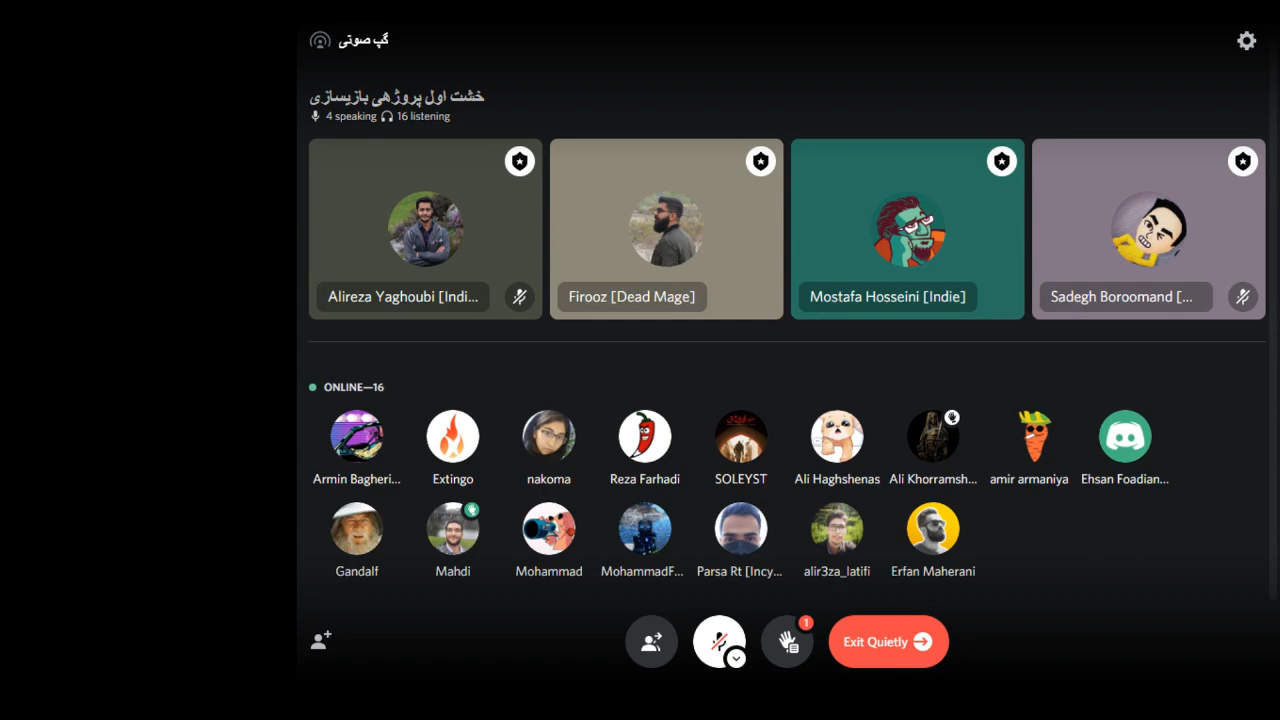 گپ صوتی
خشت اول پروژهی بازیسازی
4 speaking 16 listening
Alireza Yaghoubi [Indi...
Firooz [Dead Mage]
Mostafa Hosseini [Indie]
Sadegh Boroomand [...
ONLINE—16
Armin Bagheri...
Extingo
nakoma
Reza Farhadi
SOLEYST
Ali Haghshenas
Ali Khorramsh...
amir armaniya
Ehsan Foadian...
Gandalf
Mahdi
Mohammad
MohammadF...
Parsa Rt [Incy...
alir3za_latifi
Erfan Maherani
1
Exit Quietly